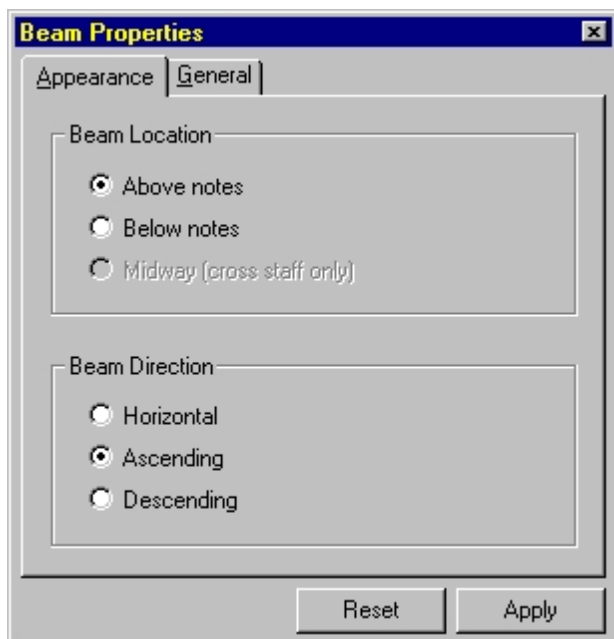 Beam Properties
Appearance General
Beam Location
Above notes
Below notes
Midway (cross staff only)
Beam Direction
Horizontal
Ascending
Descending
Reset Apply